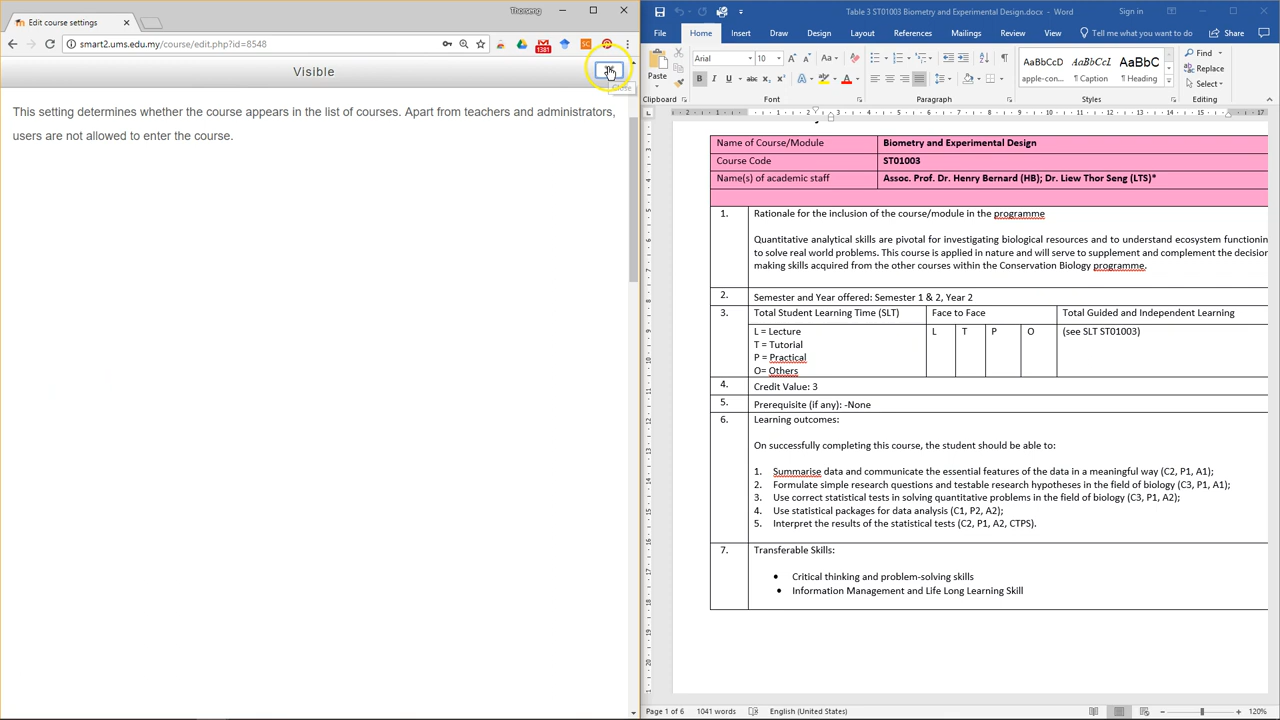 Edit course settings
Thorseng
smart2.ums.edu.my/course/edit.php?id=8548
1381
SC
Visible
Close
This setting determines whether the course appears in the list of courses. Apart from teachers and administrators,
users are not allowed to enter the course.
Table 3 ST01003 Biometry and Experimental Design.docx - Word
Sign in
File Home Insert Draw Design Layout References Mailings Review View Tell me what you want to do Share
Paste
Arial 10
B I U abc x₂ x²
AaBbCcDd AaBbCcL AaBbC
apple-con... ¶ Caption ¶ Heading
Find
Replace
Select
Clipboard Font Paragraph Styles Editing
Name of Course/Module Biometry and Experimental Design
Course Code ST01003
Name(s) of academic staff Assoc. Prof. Dr. Henry Bernard (HB); Dr. Liew Thor Seng (LTS)*
1. Rationale for the inclusion of the course/module in the programme
Quantitative analytical skills are pivotal for investigating biological resources and to understand ecosystem functionin
to solve real world problems. This course is applied in nature and will serve to supplement and complement the decision
making skills acquired from the other courses within the Conservation Biology programme.
2. Semester and Year offered: Semester 1 & 2, Year 2
3. Total Student Learning Time (SLT) Face to Face Total Guided and Independent Learning
L = Lecture L T P O (see SLT ST01003)
T = Tutorial
P = Practical
O= Others
4. Credit Value: 3
5. Prerequisite (if any): -None
6. Learning outcomes:
On successfully completing this course, the student should be able to:
1. Summarise data and communicate the essential features of the data in a meaningful way (C2, P1, A1);
2. Formulate simple research questions and testable research hypotheses in the field of biology (C3, P1, A1);
3. Use correct statistical tests in solving quantitative problems in the field of biology (C3, P1, A2);
4. Use statistical packages for data analysis (C1, P2, A2);
5. Interpret the results of the statistical tests (C2, P1, A2, CTPS).
7. Transferable Skills:
• Critical thinking and problem-solving skills
• Information Management and Life Long Learning Skill
Page 1 of 6 1041 words English (United States) 120%